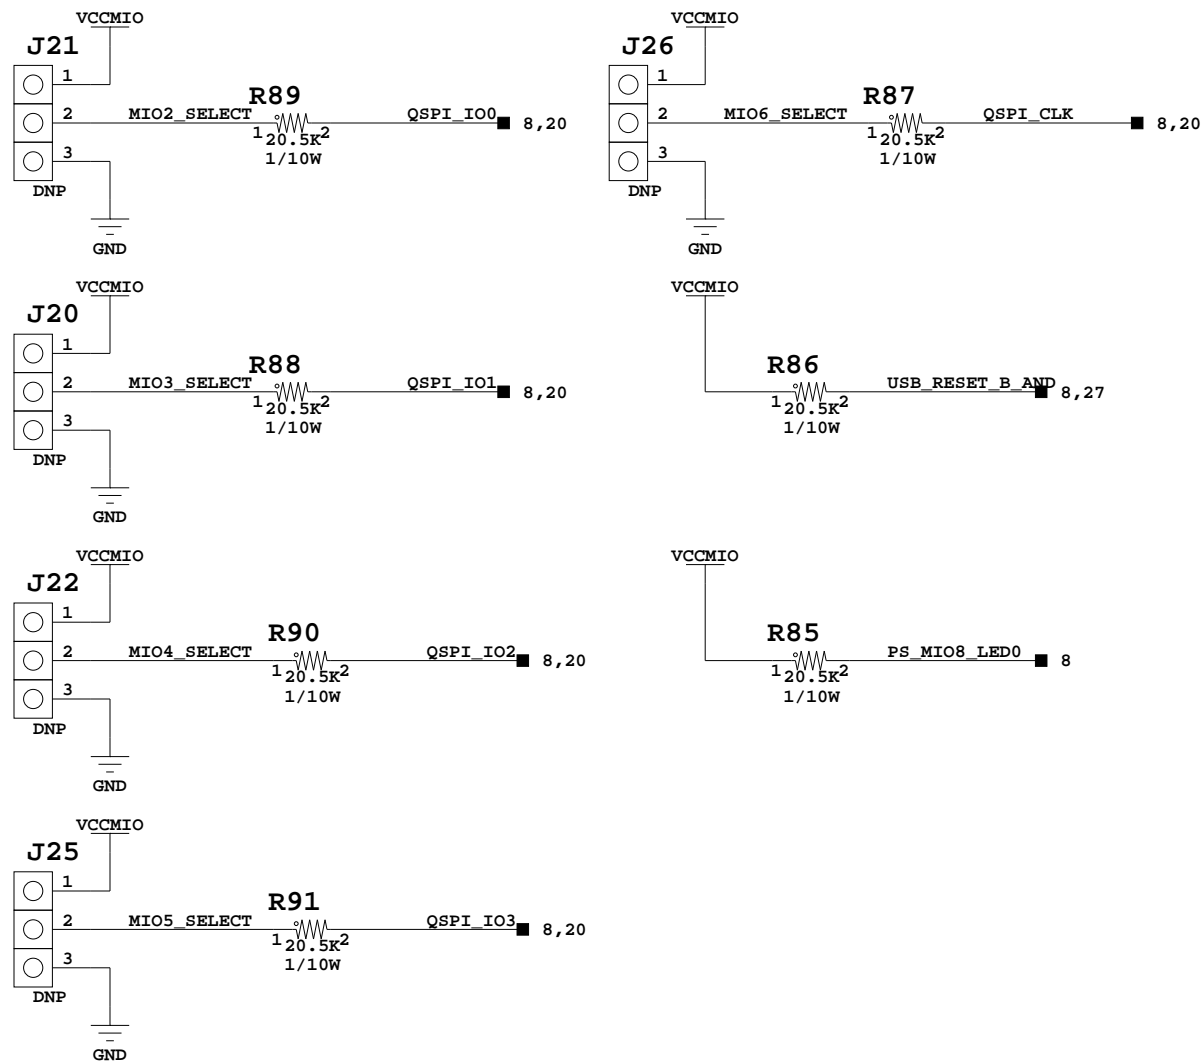 VCCMIO
J21
1
2
MIO2_SELECT
R89
1 20.5K 2
1/10W
QSPI_IO0
8,20
3
DNP
GND
VCCMIO
J26
1
2
MIO6_SELECT
R87
1 20.5K 2
1/10W
QSPI_CLK
8,20
3
DNP
GND
VCCMIO
J20
1
2
MIO3_SELECT
R88
1 20.5K 2
1/10W
QSPI_IO1
8,20
3
DNP
GND
VCCMIO
R86
1 20.5K 2
1/10W
USB_RESET_B_AND
8,27
VCCMIO
J22
1
2
MIO4_SELECT
R90
1 20.5K 2
1/10W
QSPI_IO2
8,20
3
DNP
GND
VCCMIO
R85
1 20.5K 2
1/10W
PS_MIO8_LED0
8
VCCMIO
J25
1
2
MIO5_SELECT
R91
1 20.5K 2
1/10W
QSPI_IO3
8,20
3
DNP
GND